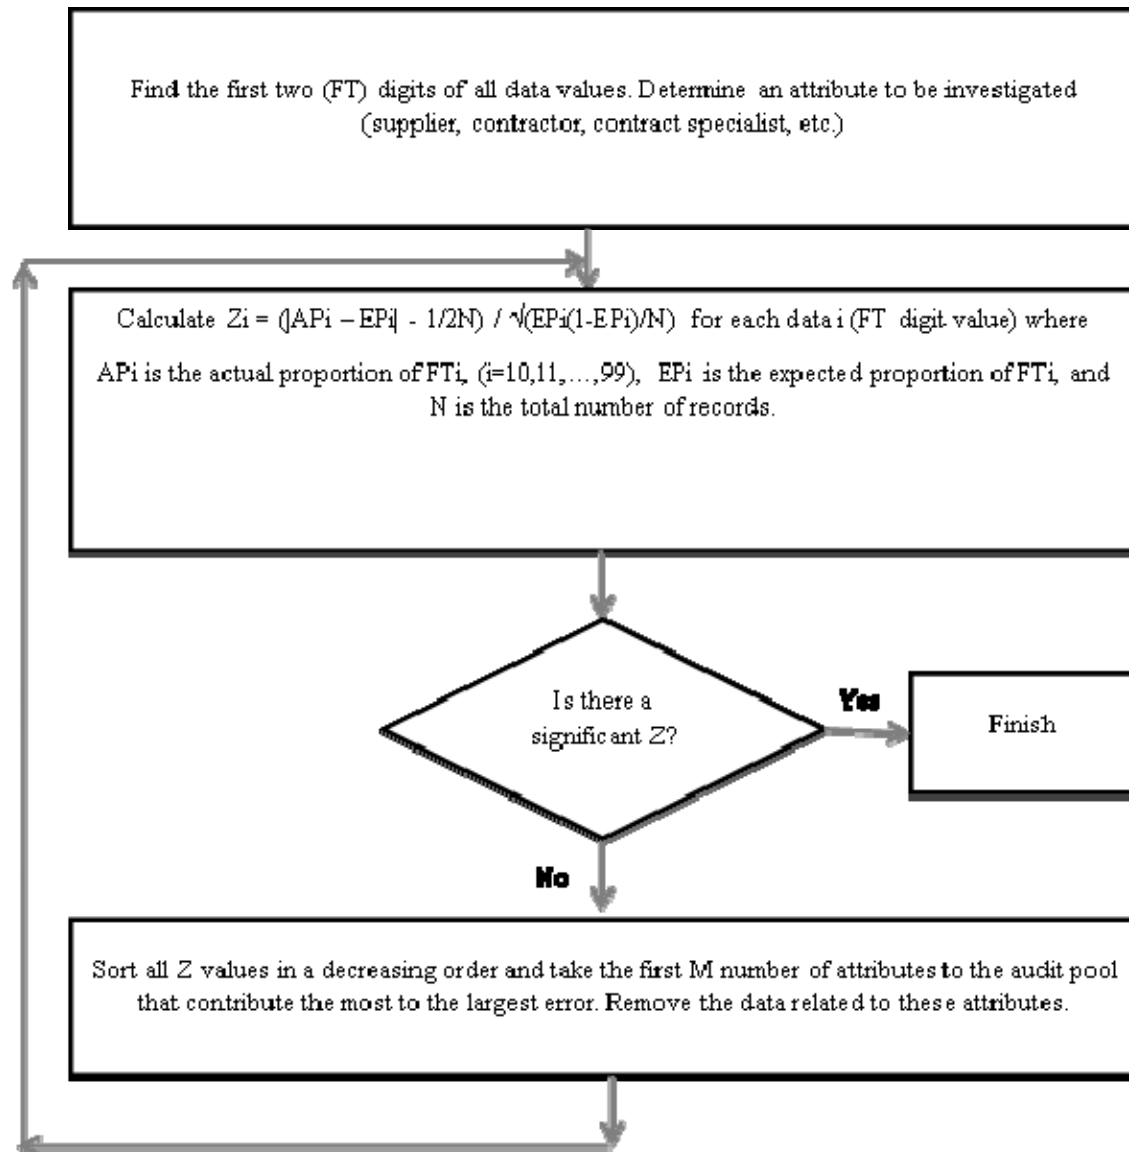 Find the first two (FT) digits of all data values. Determine an attribute to be investigated
(supplier, contractor, contract specialist, etc.)
Calculate Zi = (|APi – EPi| - 1/2N) / √(EPi(1-EPi)/N) for each data i (FT digit value) where
APi is the actual proportion of FTi, (i=10,11,...,99), EPi is the expected proportion of FTi, and
N is the total number of records.
Is there a
significant Z?
Yes
Finish
No
Sort all Z values in a decreasing order and take the first M number of attributes to the audit pool
that contribute the most to the largest error. Remove the data related to these attributes.